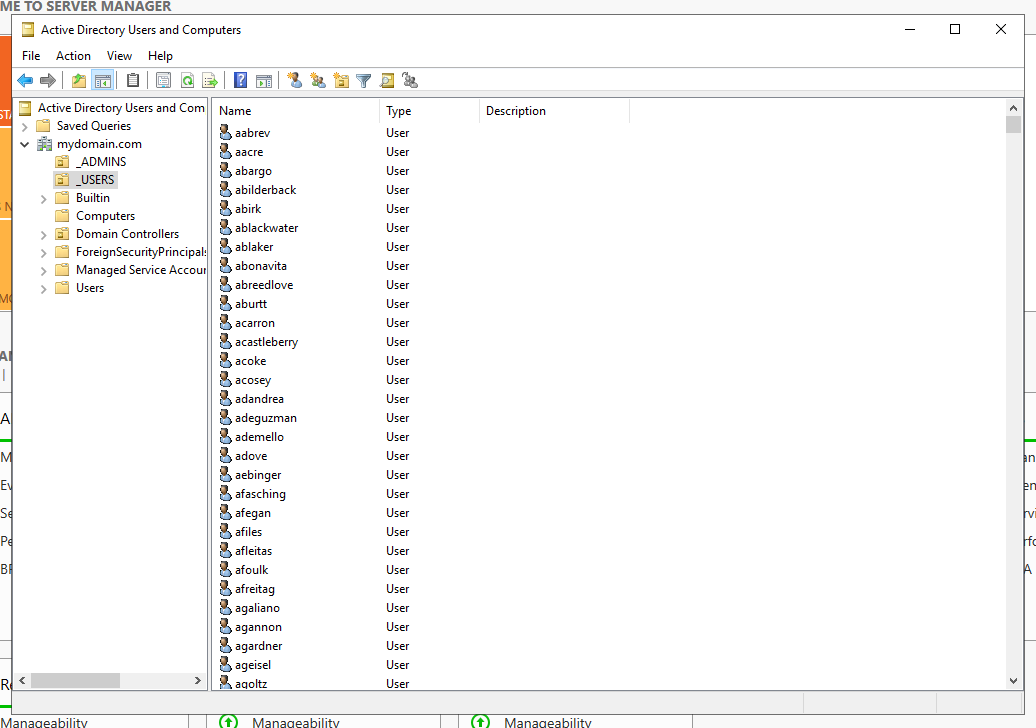 ME TO SERVER MANAGER
Active Directory Users and Computers
File Action View Help
Active Directory Users and Com
Saved Queries
mydomain.com
_ADMINS
_USERS
Builtin
Computers
Domain Controllers
ForeignSecurityPrincipals
Managed Service Accour
Users
Name Type Description
aabrev User
aacre User
abargo User
abilderback User
abirk User
ablackwater User
ablaker User
abonavita User
abreedlove User
aburtt User
acarron User
acastleberry User
acoke User
acosey User
adandrea User
adeguzman User
ademello User
adove User
aebinger User
afasching User
afegan User
afiles User
afleitas User
afoulk User
afreitag User
agaliano User
agannon User
agardner User
ageisel User
agoltz User
Manageability Manageability Manageability